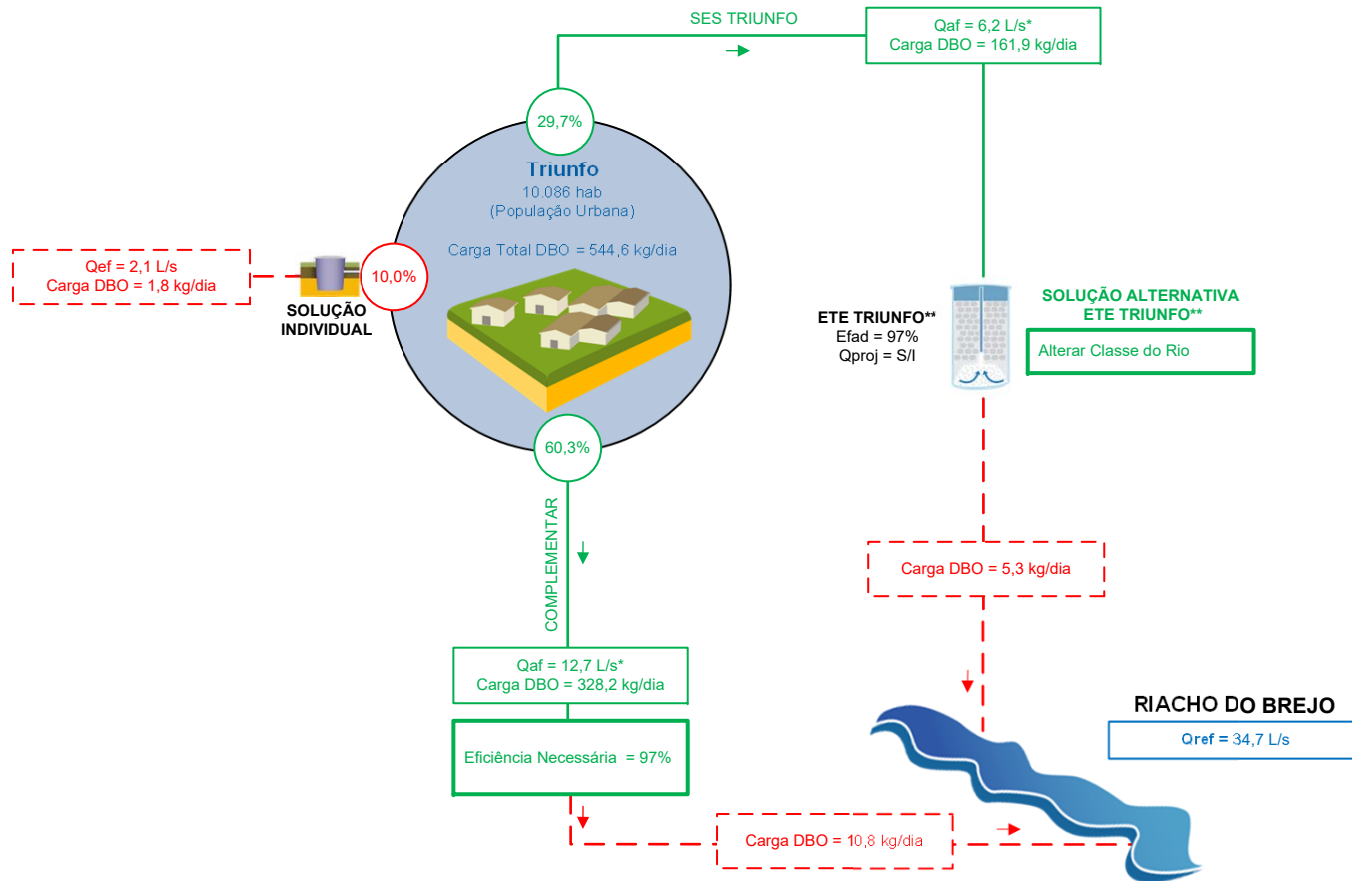 SES TRIUNFO
Qaf = 6,2 L/s*
Carga DBO = 161,9 kg/dia
29,7%
Triunfo
10.086 hab
(População Urbana)
Carga Total DBO = 544,6 kg/dia
Qef = 2,1 L/s
Carga DBO = 1,8 kg/dia
10,0%
SOLUÇÃO
INDIVIDUAL
ETE TRIUNFO**
Efad = 97%
Qproj = S/I
SOLUÇÃO ALTERNATIVA
ETE TRIUNFO**
Alterar Classe do Rio
60,3%
COMPLEMENTAR
Carga DBO = 5,3 kg/dia
Qaf = 12,7 L/s*
Carga DBO = 328,2 kg/dia
Eficiência Necessária = 97%
RIACHO DO BREJO
Qref = 34,7 L/s
Carga DBO = 10,8 kg/dia